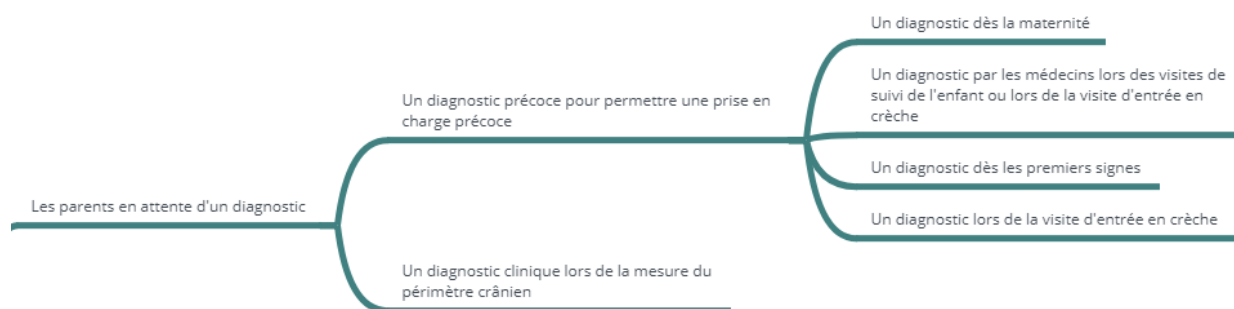 Un diagnostic dès la maternité
Un diagnostic par les médecins lors des visites de
suivi de l'enfant ou lors de la visite d'entrée en
crèche
Un diagnostic précoce pour permettre une prise en
charge précoce
Un diagnostic dès les premiers signes
Les parents en attente d'un diagnostic
Un diagnostic lors de la visite d'entrée en crèche
Un diagnostic clinique lors de la mesure du
périmètre crânien